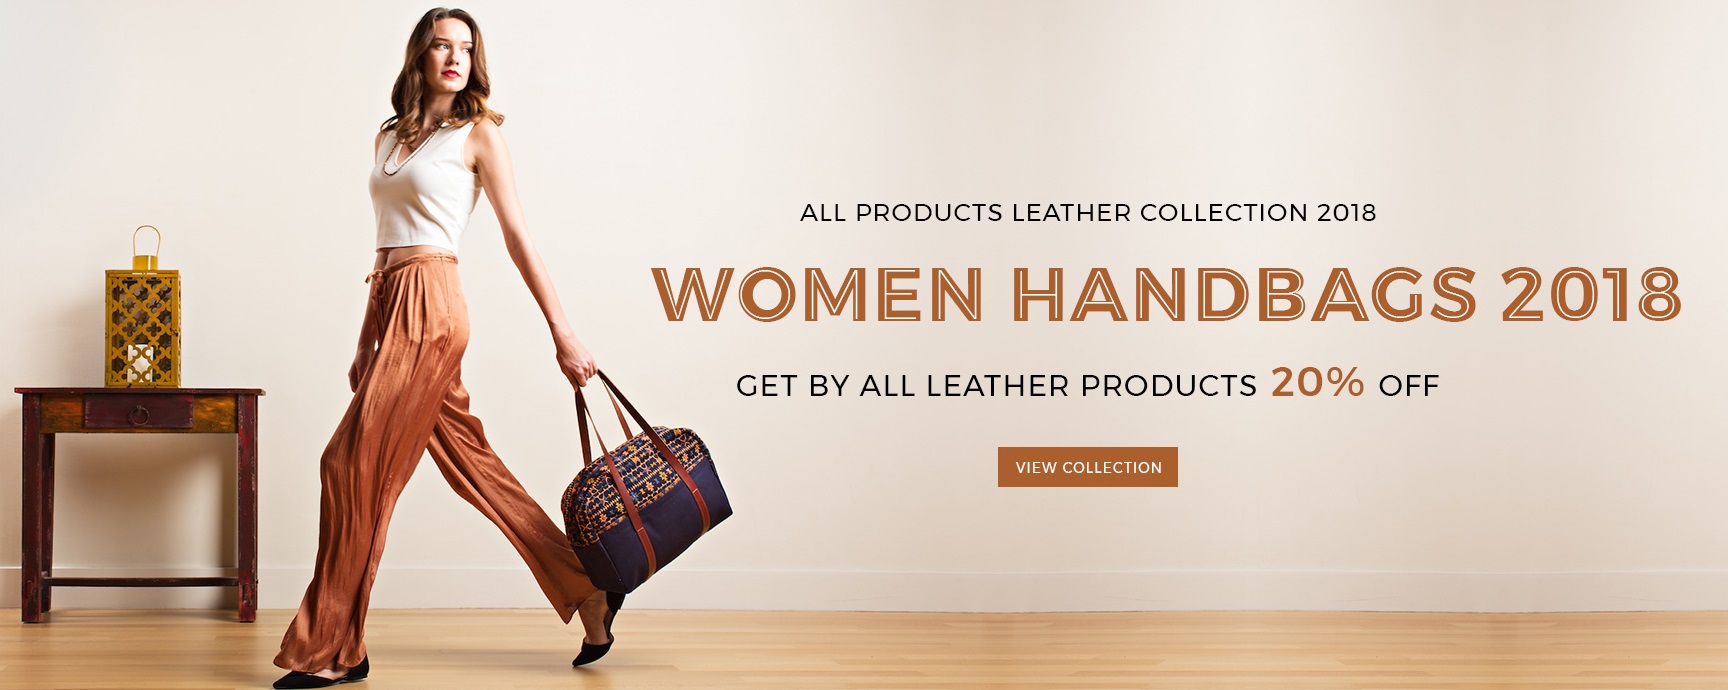 ALL PRODUCTS LEATHER COLLECTION 2018
WOMEN HANDBAGS 2018
GET BY ALL LEATHER PRODUCTS 20% OFF
VIEW COLLECTION